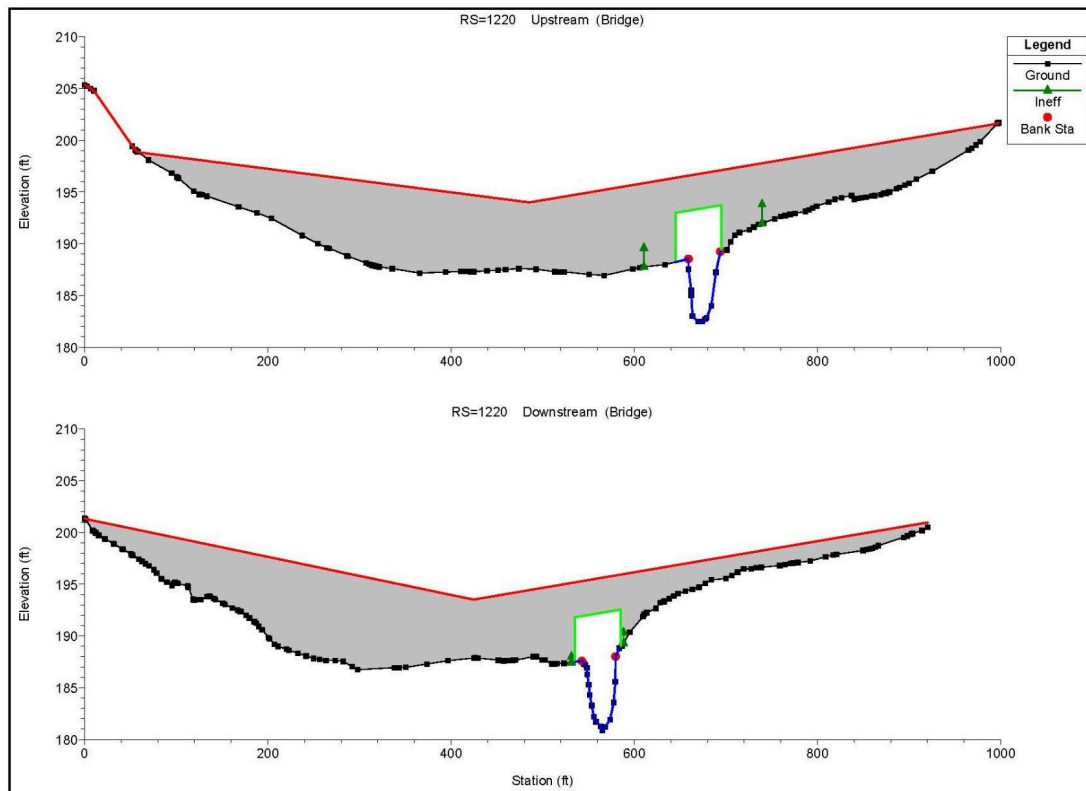 RS=1220 Upstream (Bridge)
210
205
200
195
190
185
180
Elevation (ft)
0
200
400
600
800
1000
Legend
Ground
Ineff
Bank Sta
RS=1220 Downstream (Bridge)
210
205
200
195
190
185
180
Elevation (ft)
0
200
400
600
800
1000
Station (ft)